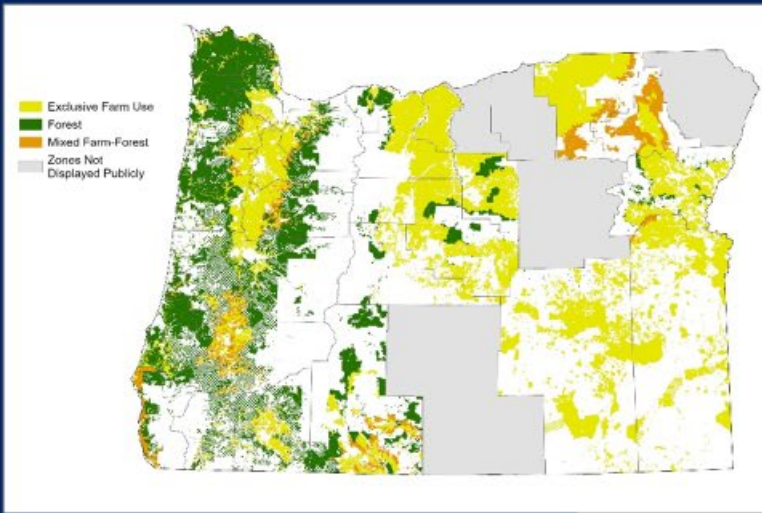 Exclusive Farm Use
Forest
Mixed Farm-Forest
Zones Not
Displayed Publicly